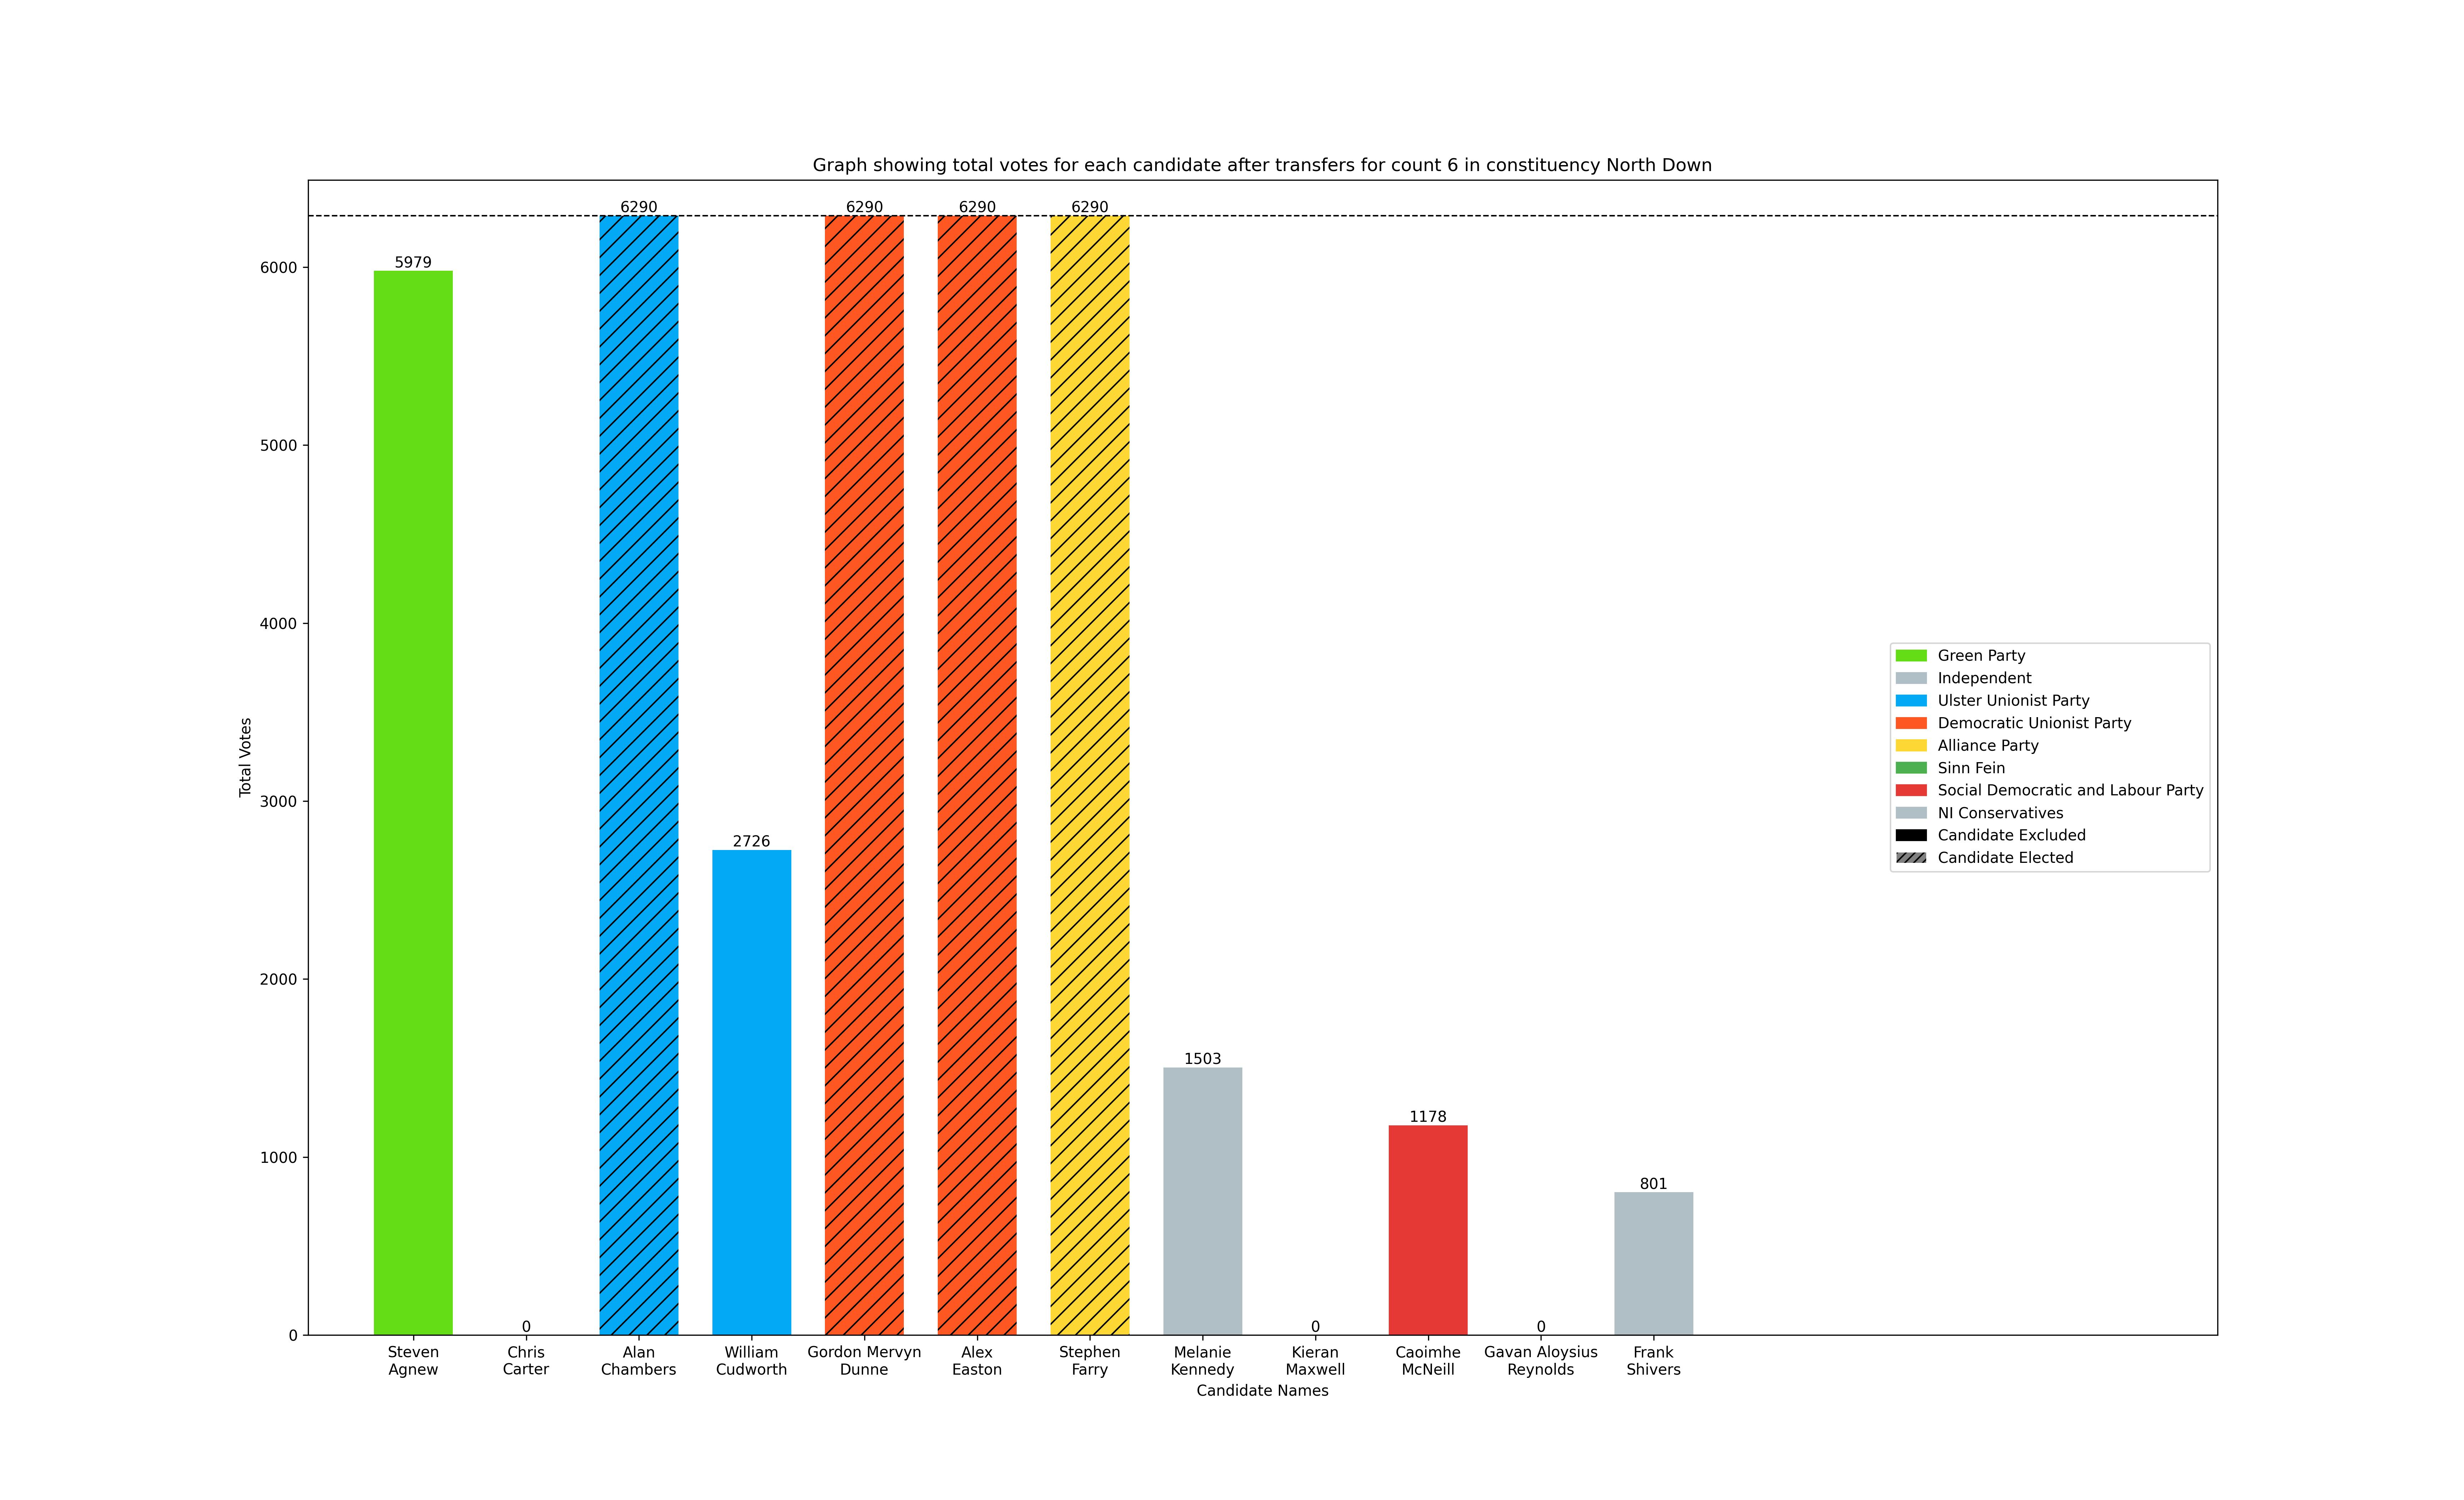 Graph showing total votes for each candidate after transfers for count 6 in constituency North Down
6290
6290
6290
6290
5979
2726
1503
1178
801
0
0
0
6000
5000
4000
3000
2000
1000
0
Total Votes
Green Party
Independent
Ulster Unionist Party
Democratic Unionist Party
Alliance Party
Sinn Fein
Social Democratic and Labour Party
NI Conservatives
Candidate Excluded
Candidate Elected
Steven
Agnew
Chris
Carter
Alan
Chambers
William
Cudworth
Gordon Mervyn
Dunne
Alex
Easton
Stephen
Farry
Melanie
Kennedy
Kieran
Maxwell
Caoimhe
McNeill
Gavan Aloysius
Reynolds
Frank
Shivers
Candidate Names